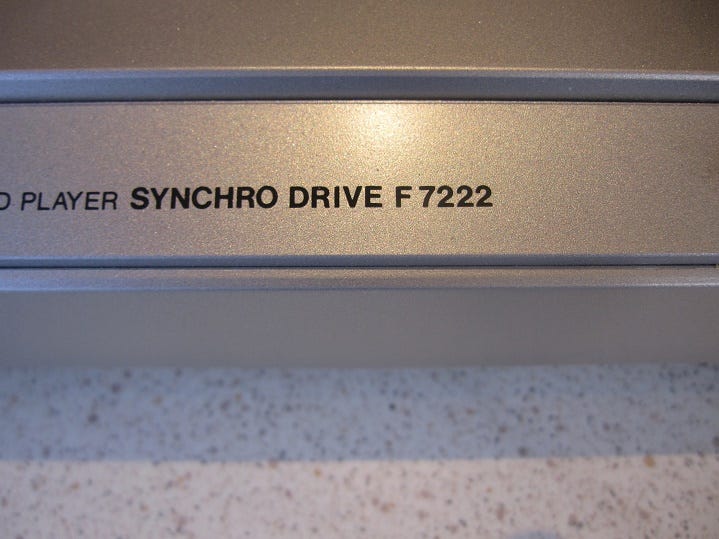 D PLAYER SYNCHRO DRIVE F 7222